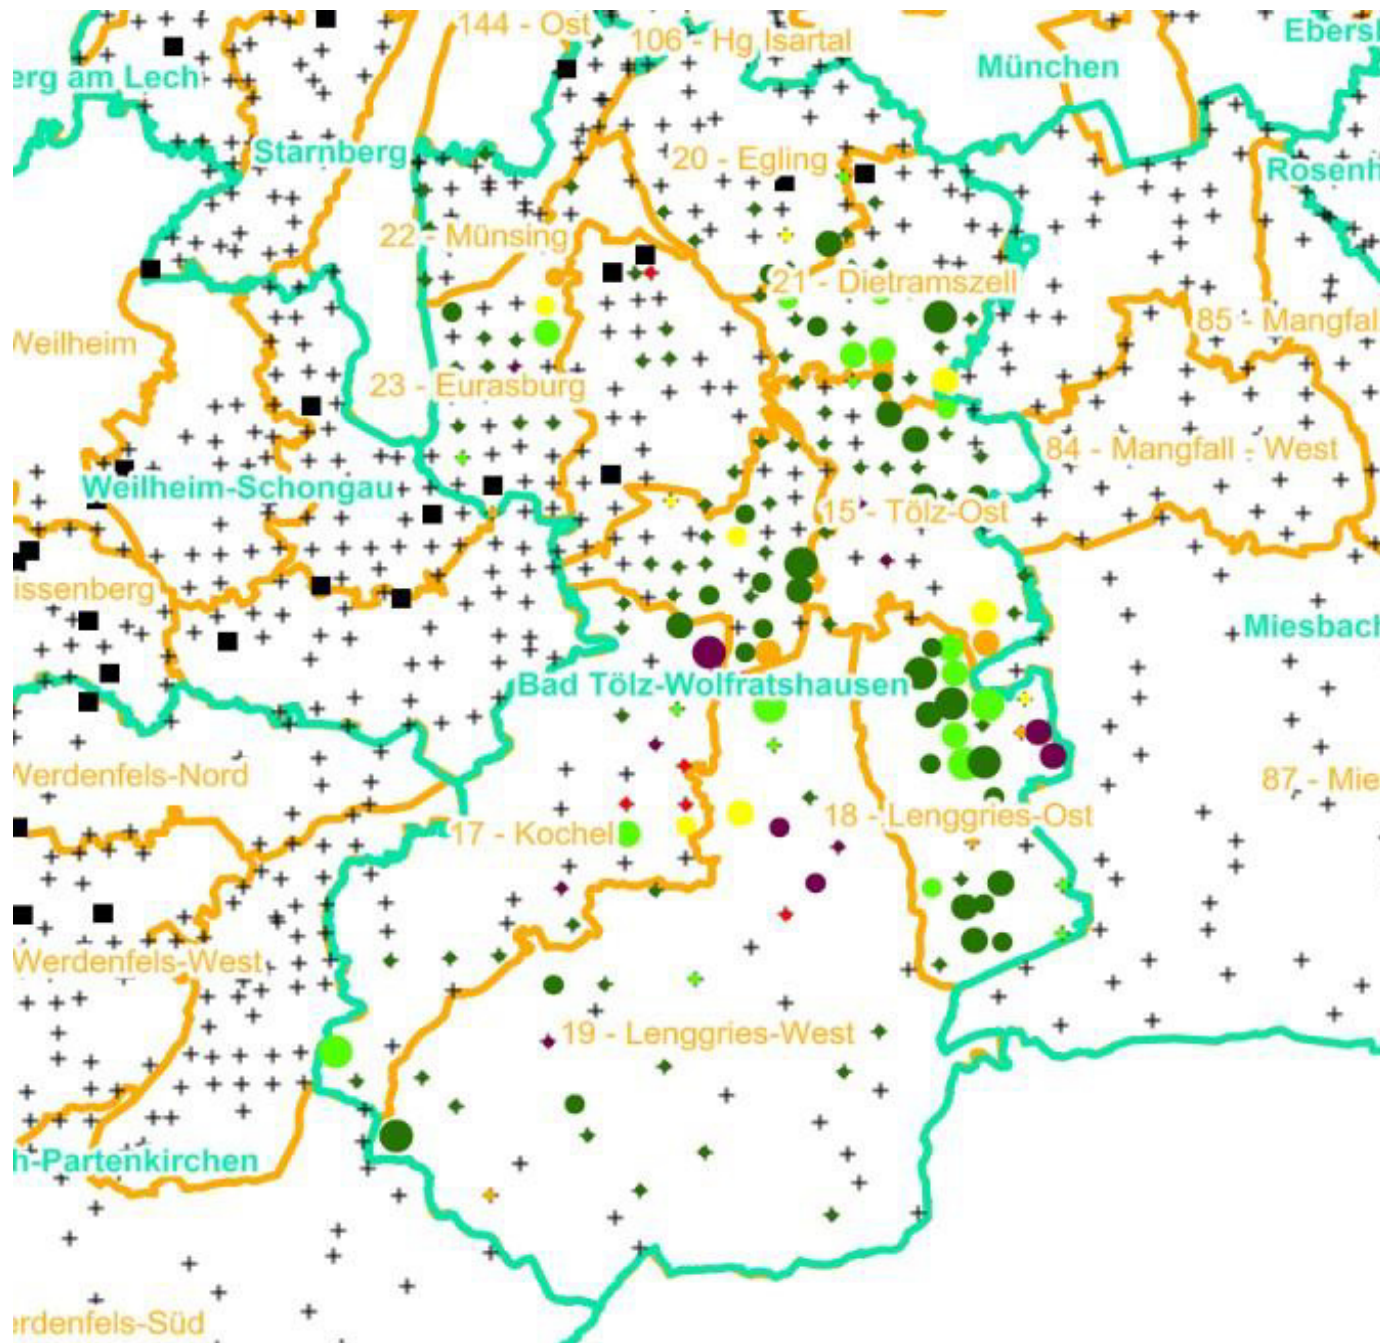 144 - Ost
106 - Hg Isartal
Ebersl
erg am Lech
München
Starnberg
20 - Egling
Rosenh
22 - Münsing
21 - Dietramszell
Weilheim
85 - Mangfal
23 - Eurasburg
84 - Mangfall - West
Weilheim-Schongau
15 - Tölz-Ost
issenberg
Miesbach
Bad Tölz-Wolfratshausen
Werdenfels-Nord
87 - Mie
17 - Kochel
18 - Lenggries-Ost
Werdenfels-West
19 - Lenggries-West
h-Partenkirchen
erdenfels-Süd